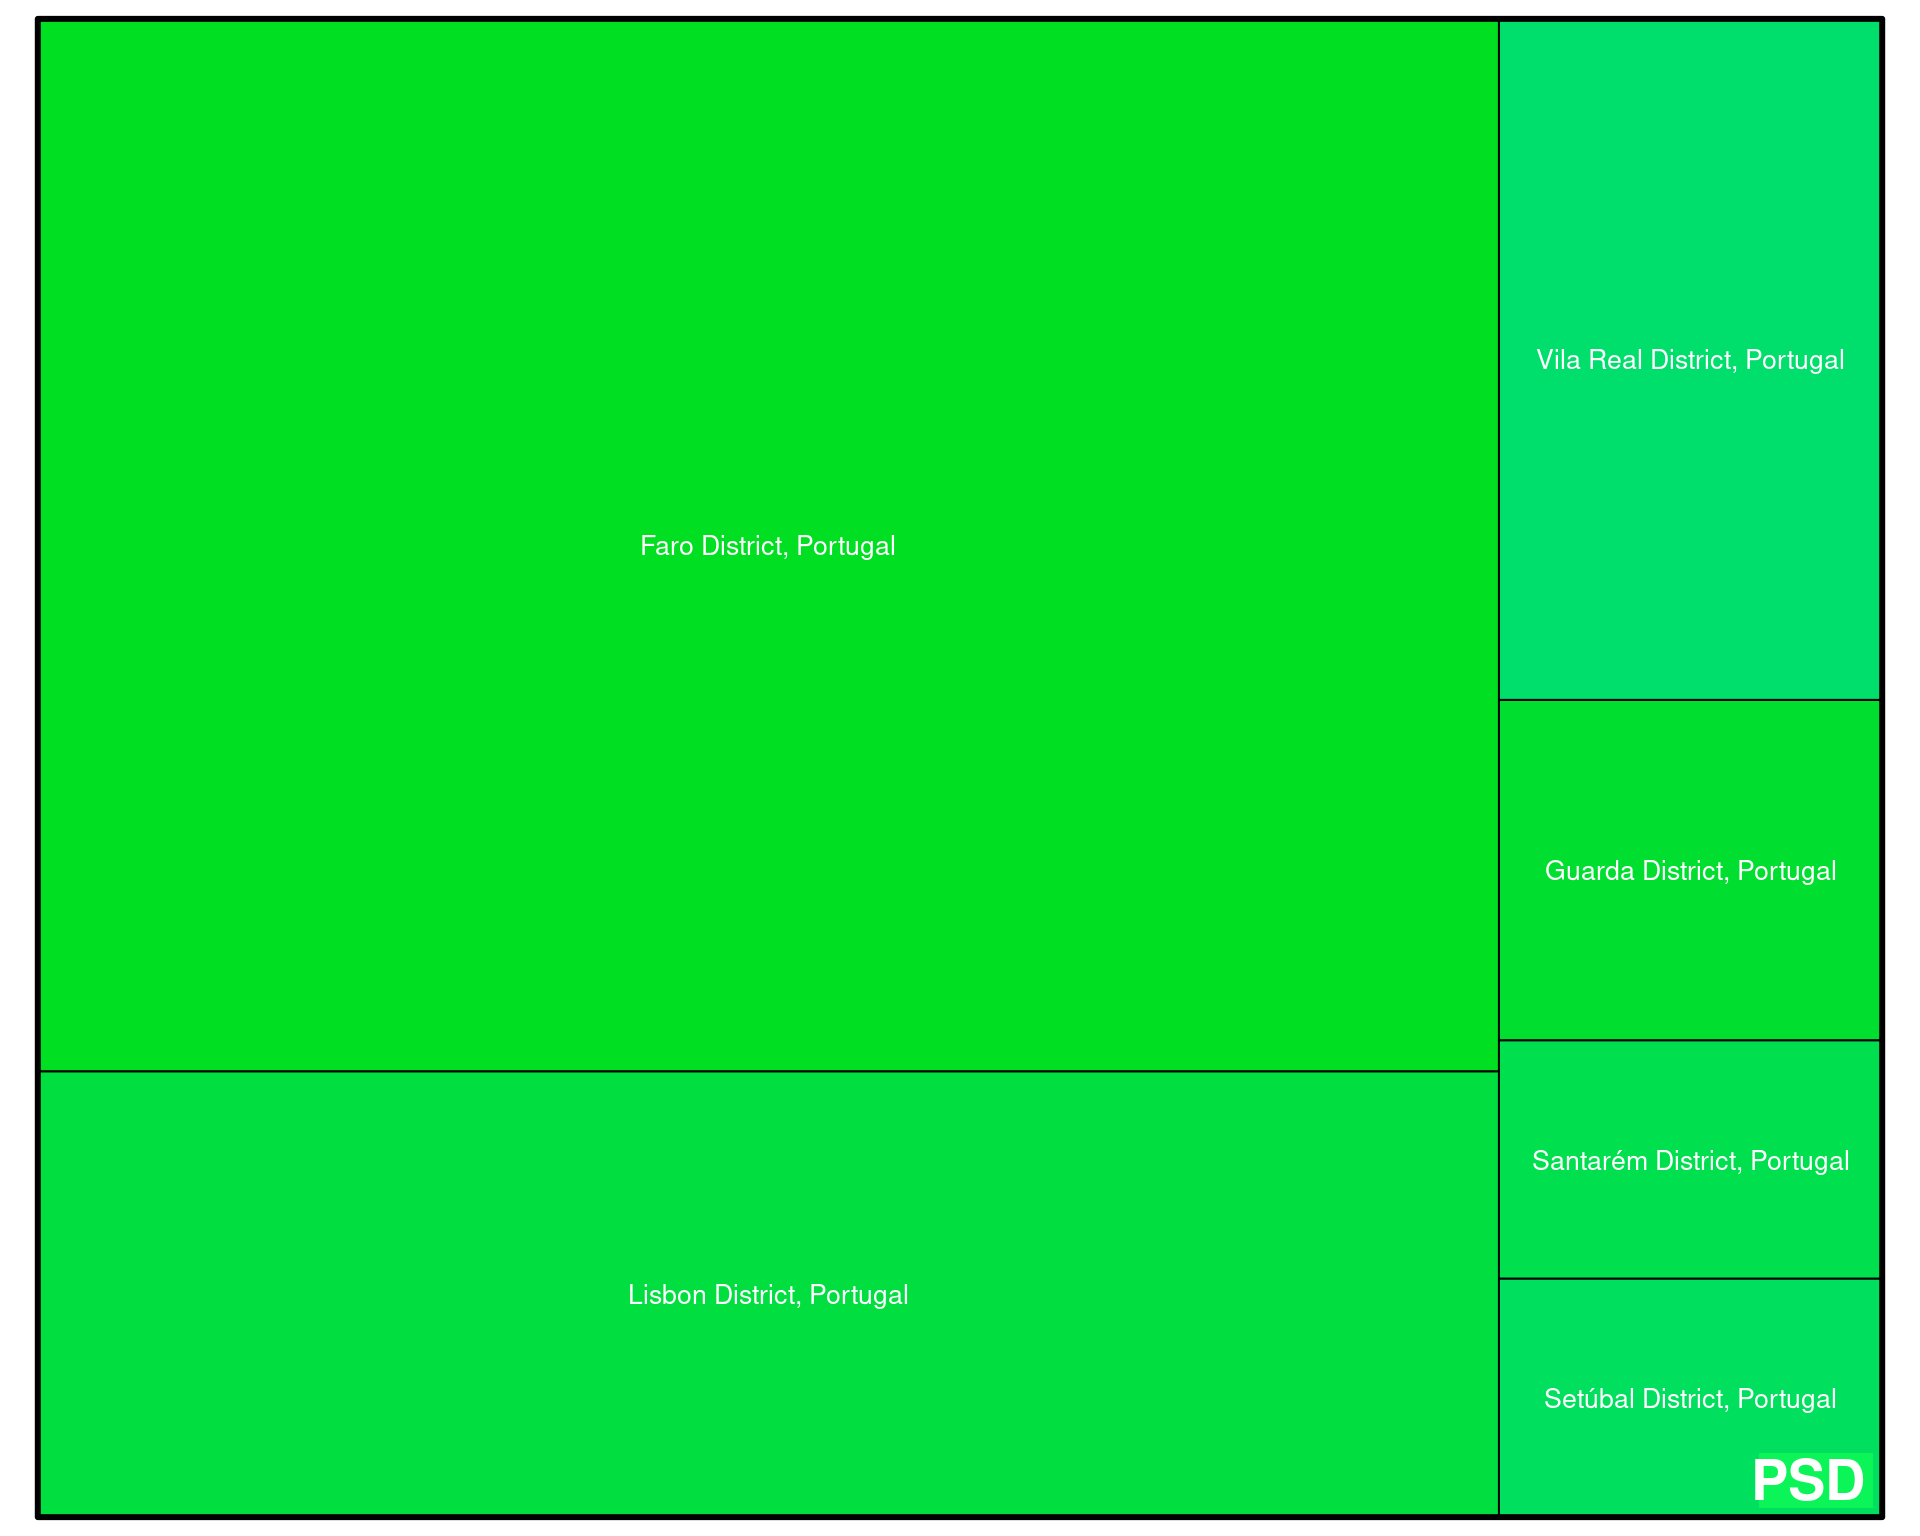 Faro District, Portugal
Lisbon District, Portugal
Vila Real District, Portugal
Guarda District, Portugal
Santarém District, Portugal
Setúbal District, Portugal
PSD